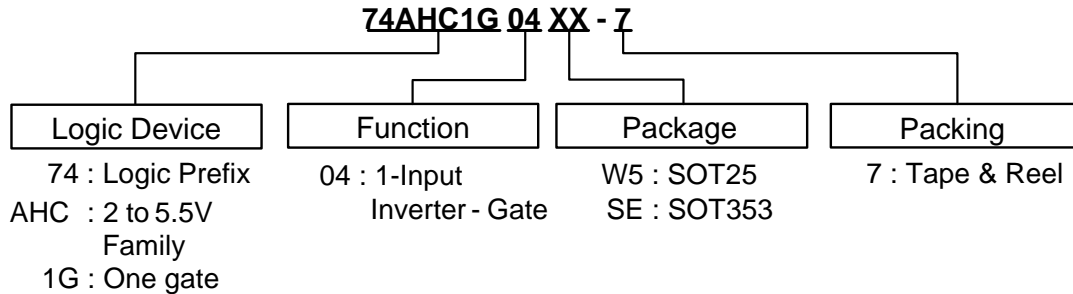 74AHC1G 04 XX - 7
Logic Device
74 : Logic Prefix
AHC : 2 to 5.5V
Family
1G : One gate
Function
04 : 1-Input
Inverter - Gate
Package
W5 : SOT25
SE : SOT353
Packing
7 : Tape & Reel